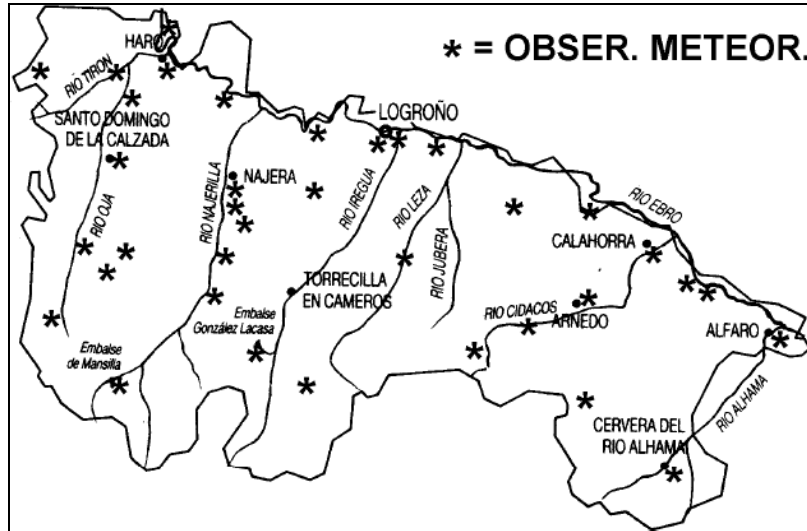 * = OBSER. METEOR.
HARO
RIO TIRON
LOGROÑO
SANTO DOMINGO
DE LA CALZADA
NAJERA
RIO OJA
RIO NAJERILLA
RIO IREGUA
RIO LEZA
RIO JUBERA
RIO EBRO
CALAHORRA
TORRECILLA
EN CAMEROS
RIO CIDACOS
ARNEDO
Embalse
González Lacasa
ALFARO
Embalse
de Mansilla
RIO ALHAMA
CERVERA DEL
RIO ALHAMA